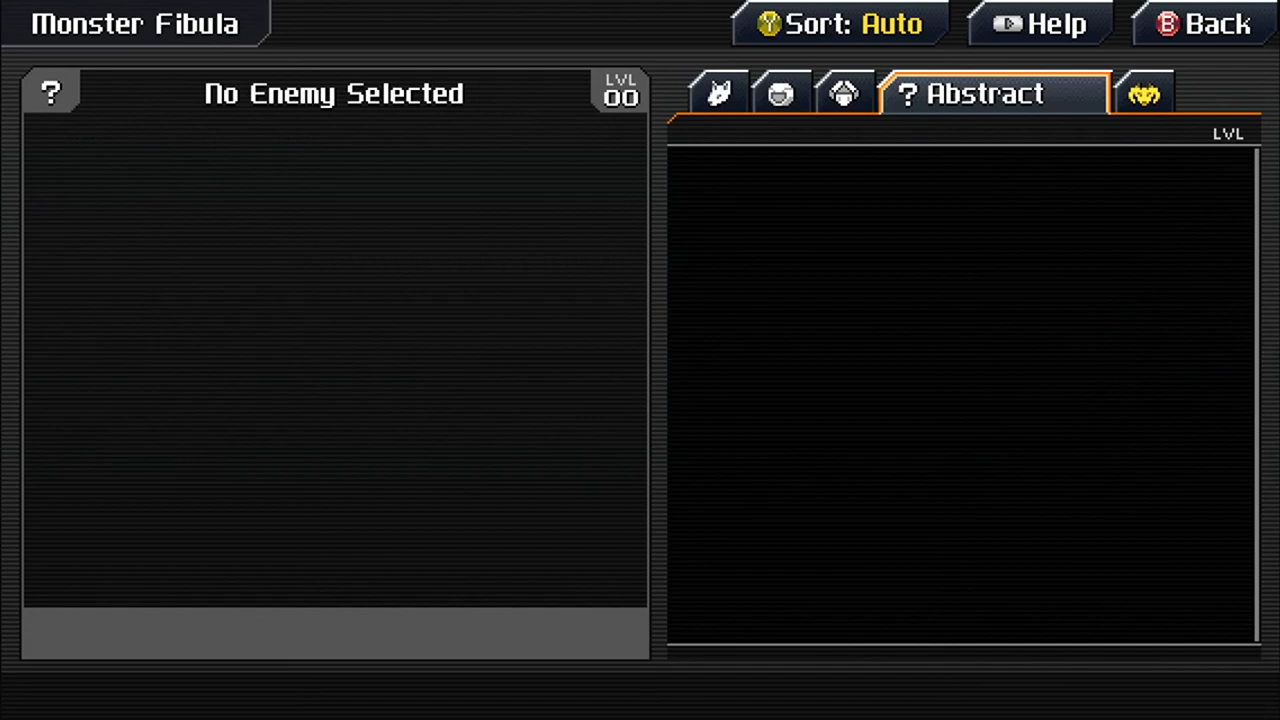 Monster Fibula
Y Sort: Auto
Help
B Back
? No Enemy Selected LVL 00
? Abstract
LVL